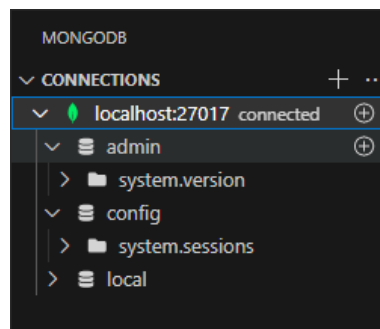 MONGODB
CONNECTIONS
localhost:27017 connected
admin
system.version
config
system.sessions
local